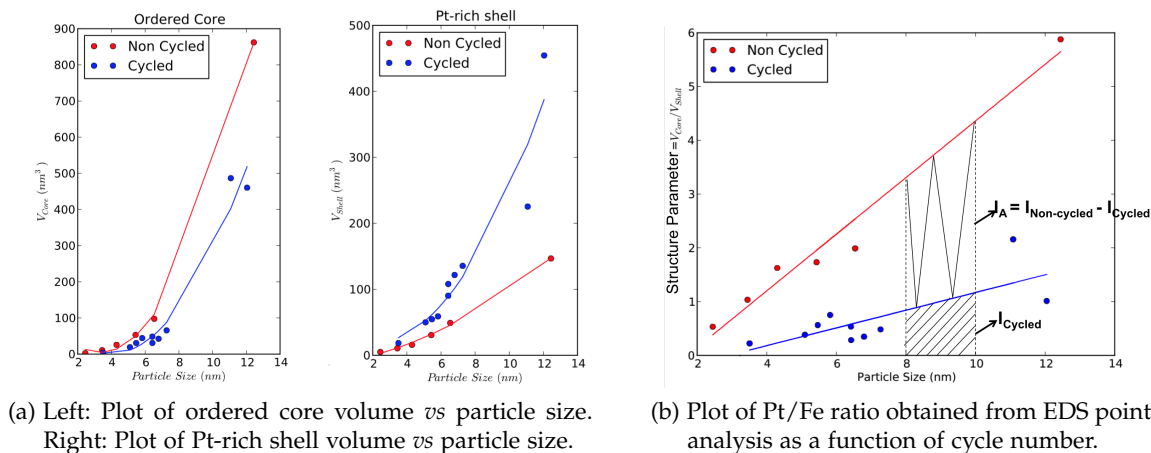 Ordered Core
900
800
700
600
500
400
300
200
100
0
2 4 6 8 10 12 14
V_Core (nm³)
Particle Size (nm)
Non Cycled
Cycled
Pt-rich shell
500
400
300
200
100
0
2 4 6 8 10 12 14
V_Shell (nm³)
Particle Size (nm)
Non Cycled
Cycled
6
5
4
3
2
1
0
2 4 6 8 10 12 14
Structure Parameter =V_Core/V_Shell
Particle Size (nm)
Non Cycled
Cycled
I_A = I_Non-cycled - I_Cycled
I_Cycled
(a) Left: Plot of ordered core volume vs particle size.
Right: Plot of Pt-rich shell volume vs particle size.
(b) Plot of Pt/Fe ratio obtained from EDS point
analysis as a function of cycle number.